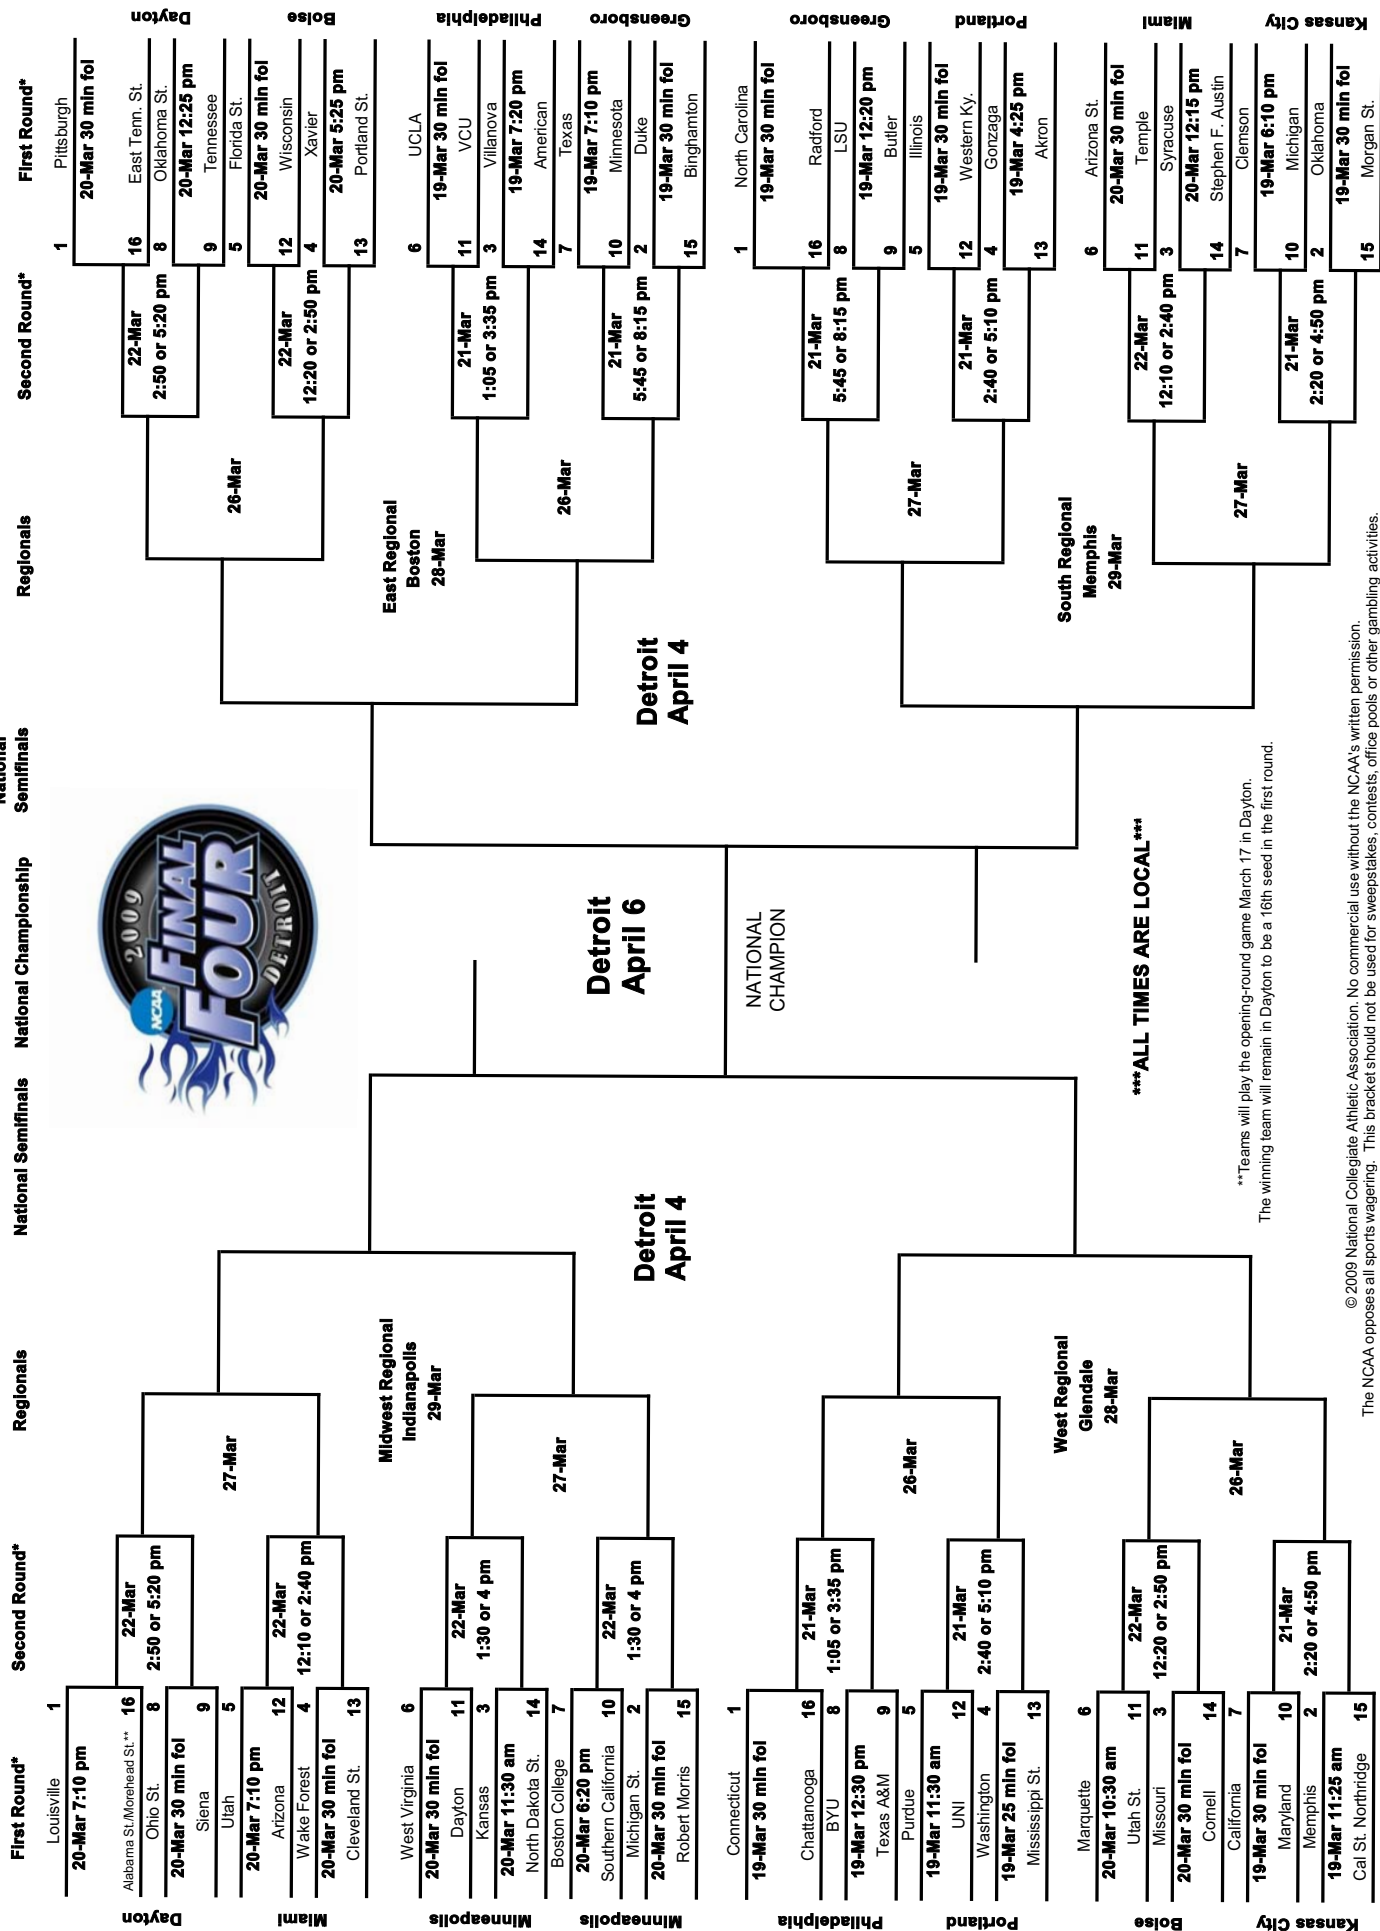 First Round*
Second Round*
Regionals
National Semifinals
National Championship
National
Semifinals
Regionals
Second Round*
First Round*
Dayton
Louisville
1
20-Mar 7:10 pm
Alabama St./Morehead St.**
16
22-Mar
2:50 or 5:20 pm
Ohio St.
8
20-Mar 30 min fol
Siena
9
27-Mar
Miami
Utah
5
20-Mar 7:10 pm
Arizona
12
22-Mar
12:10 or 2:40 pm
Wake Forest
4
20-Mar 30 min fol
Cleveland St.
13
Midwest Regional
Indianapolis
29-Mar
Minneapolis
West Virginia
6
20-Mar 30 min fol
Dayton
11
22-Mar
1:30 or 4 pm
Kansas
3
20-Mar 11:30 am
North Dakota St.
14
27-Mar
Minneapolis
Boston College
7
20-Mar 6:20 pm
Southern California
10
22-Mar
1:30 or 4 pm
Michigan St.
2
20-Mar 30 min fol
Robert Morris
15
Detroit
April 4
Philadelphia
Connecticut
1
19-Mar 30 min fol
Chattanooga
16
21-Mar
1:05 or 3:35 pm
BYU
8
19-Mar 12:30 pm
Texas A&M
9
26-Mar
Portland
Purdue
5
19-Mar 11:30 am
UNI
12
21-Mar
2:40 or 5:10 pm
Washington
4
19-Mar 25 min fol
Mississippi St.
13
West Regional
Glendale
28-Mar
Boise
Marquette
6
20-Mar 10:30 am
Utah St.
11
22-Mar
12:20 or 2:50 pm
Missouri
3
20-Mar 30 min fol
Cornell
14
26-Mar
Kansas City
California
7
19-Mar 30 min fol
Maryland
10
21-Mar
2:20 or 4:50 pm
Memphis
2
19-Mar 11:25 am
Cal St. Northridge
15
2009
NCAA
FINAL
FOUR
DETROIT
Detroit
April 6
NATIONAL
CHAMPION
***ALL TIMES ARE LOCAL***
**Teams will play the opening-round game March 17 in Dayton.
The winning team will remain in Dayton to be a 16th seed in the first round.
Dayton
Pittsburgh
1
20-Mar 30 min fol
East Tenn. St.
16
22-Mar
2:50 or 5:20 pm
Oklahoma St.
8
20-Mar 12:25 pm
Tennessee
9
26-Mar
Boise
Florida St.
5
20-Mar 30 min fol
Wisconsin
12
22-Mar
12:20 or 2:50 pm
Xavier
4
20-Mar 5:25 pm
Portland St.
13
East Regional
Boston
28-Mar
Philadelphia
UCLA
6
19-Mar 30 min fol
VCU
11
21-Mar
1:05 or 3:35 pm
Villanova
3
19-Mar 7:20 pm
American
14
26-Mar
Greensboro
Texas
7
19-Mar 7:10 pm
Minnesota
10
21-Mar
5:45 or 8:15 pm
Duke
2
19-Mar 30 min fol
Binghamton
15
Detroit
April 4
Greensboro
North Carolina
1
19-Mar 30 min fol
Radford
16
21-Mar
5:45 or 8:15 pm
LSU
8
19-Mar 12:20 pm
Butler
9
27-Mar
Portland
Illinois
5
19-Mar 30 min fol
Western Ky.
12
21-Mar
2:40 or 5:10 pm
Gonzaga
4
19-Mar 4:25 pm
Akron
13
South Regional
Memphis
29-Mar
Miami
Arizona St.
6
20-Mar 30 min fol
Temple
11
22-Mar
12:10 or 2:40 pm
Syracuse
3
20-Mar 12:15 pm
Stephen F. Austin
14
27-Mar
Kansas City
Clemson
7
19-Mar 6:10 pm
Michigan
10
21-Mar
2:20 or 4:50 pm
Oklahoma
2
19-Mar 30 min fol
Morgan St.
15
© 2009 National Collegiate Athletic Association. No commercial use without the NCAA's written permission.
The NCAA opposes all sports wagering. This bracket should not be used for sweepstakes, contests, office pools or other gambling activities.